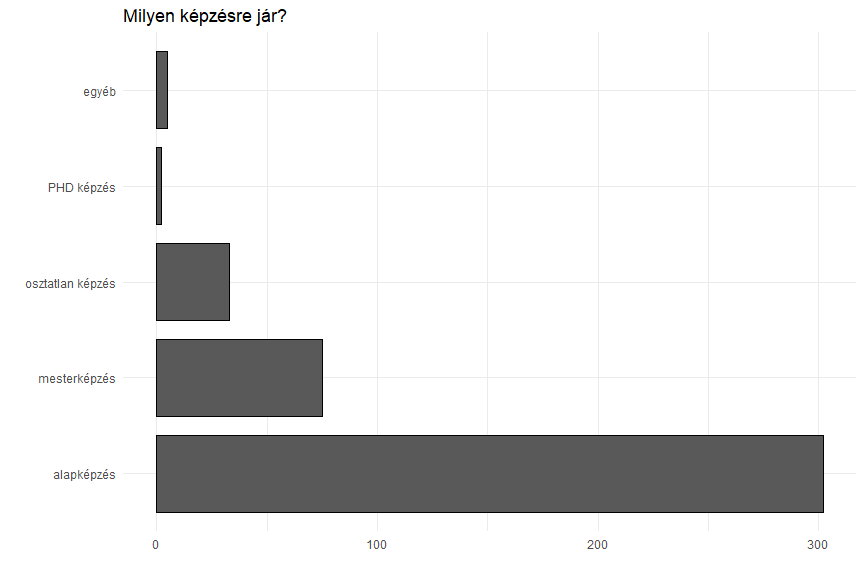 Milyen képzésre jár?
egyéb
PHD képzés
osztatlan képzés
mesterképzés
alapképzés
0 100 200 300